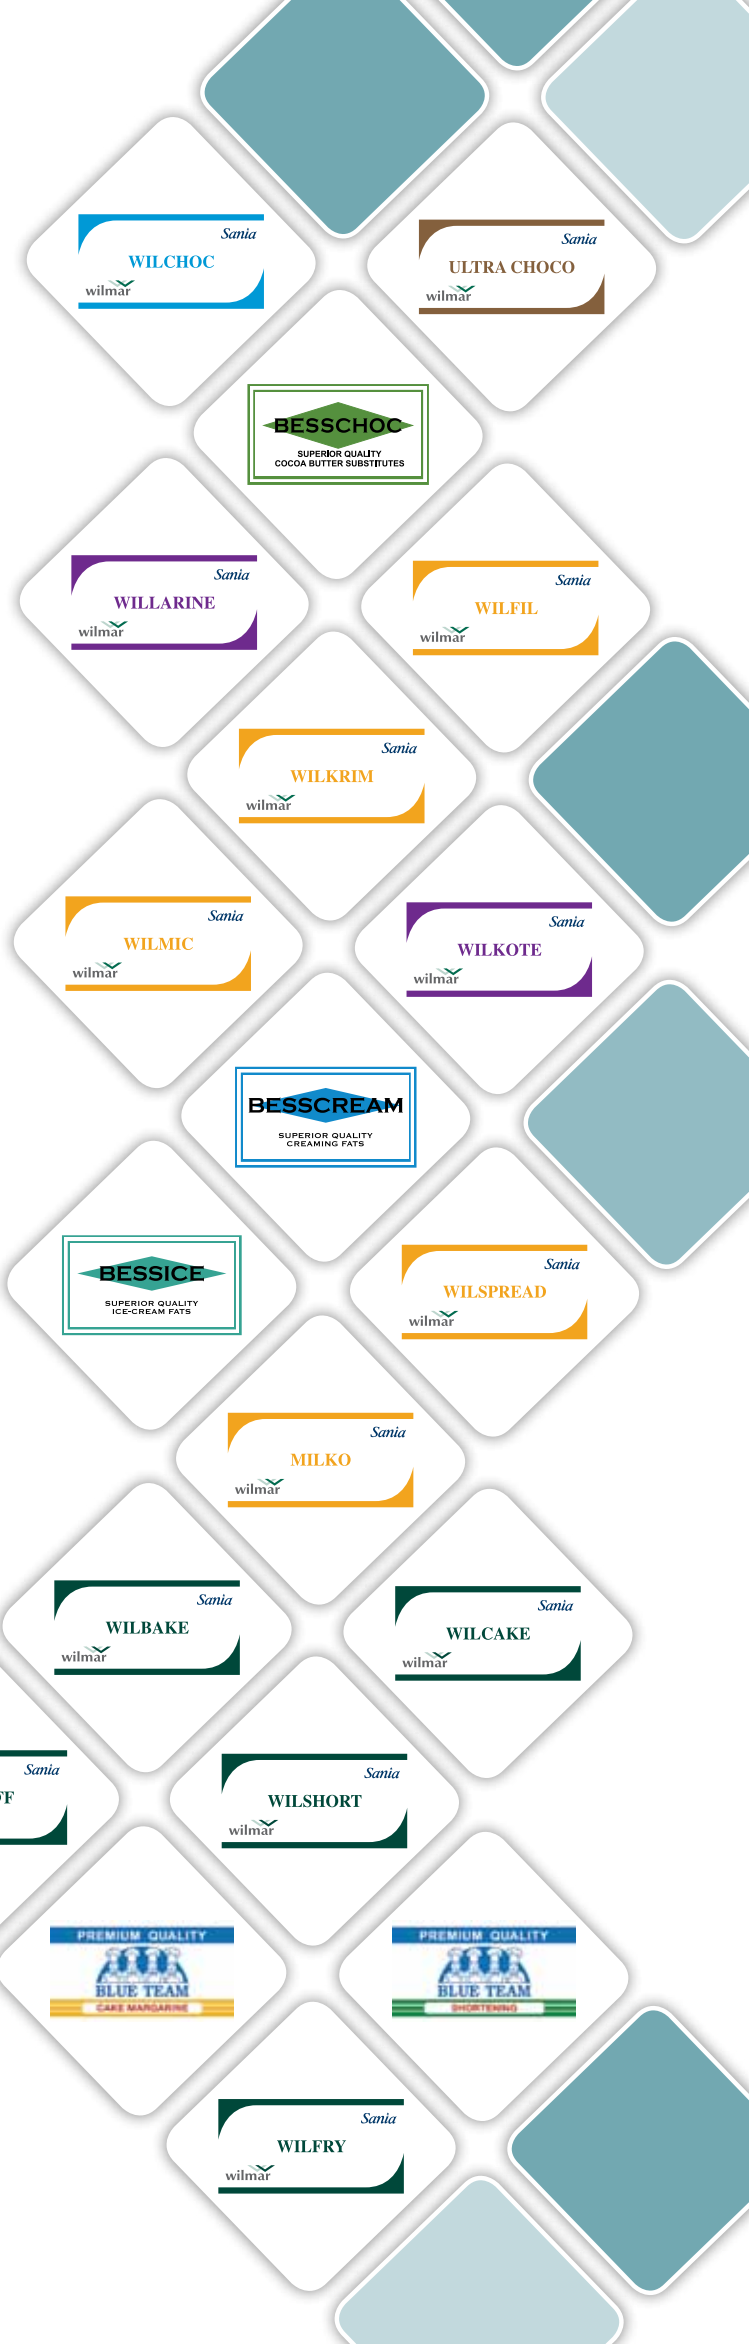 Sania
WILCHOC
wilmar
Sania
ULTRA CHOCO
wilmar
BESSCHOC
SUPERIOR QUALITY
COCOA BUTTER SUBSTITUTES
Sania
WILLARINE
wilmar
Sania
WILFIL
wilmar
Sania
WILKRIM
wilmar
Sania
WILMIC
wilmar
Sania
WILKOTE
wilmar
BESSCREAM
SUPERIOR QUALITY
CREAMING FATS
BESSICE
SUPERIOR QUALITY
ICE-CREAM FATS
Sania
WILSPREAD
wilmar
Sania
MILKO
wilmar
Sania
WILBAKE
wilmar
Sania
WILCAKE
wilmar
Sania
Sania
WILSHORT
wilmar
PREMIUM QUALITY
BLUE TEAM
CAKE MARGARINE
PREMIUM QUALITY
BLUE TEAM
SHORTENING
Sania
WILFRY
wilmar